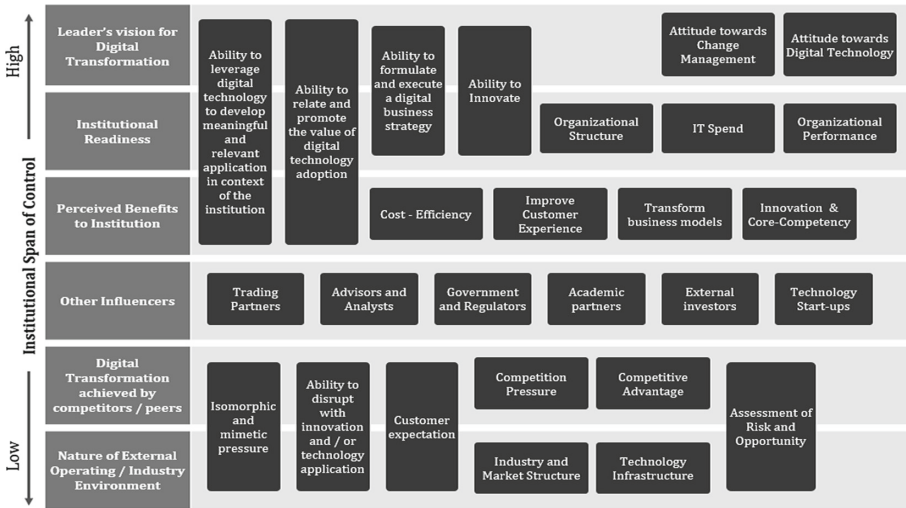 High
Institutional Span of Control
Low
Leader's vision for
Digital
Transformation
Institutional
Readiness
Perceived Benefits
to Institution
Other Influencers
Digital
Transformation
achieved by
competitors / peers
Nature of External
Operating / Industry
Environment
Ability to
leverage
digital
technology
to develop
meaningful
and
relevant
application
in context
of the
institution
Ability to
relate and
promote
the value of
digital
technology
adoption
Ability to
formulate
and execute
a digital
business
strategy
Ability to
Innovate
Attitude towards
Change
Management
Attitude towards
Digital Technology
Organizational
Structure
IT Spend
Organizational
Performance
Cost - Efficiency
Improve
Customer
Experience
Transform
business models
Innovation &
Core-Competency
Trading
Partners
Advisors and
Analysts
Government
and Regulators
Academic
partners
External
investors
Technology
Start-ups
Isomorphic
and
mimetic
pressure
Ability to
disrupt
with
innovation
and / or
technology
application
Customer
expectation
Competition
Pressure
Competitive
Advantage
Assessment of
Risk and
Opportunity
Industry and
Market Structure
Technology
Infrastructure